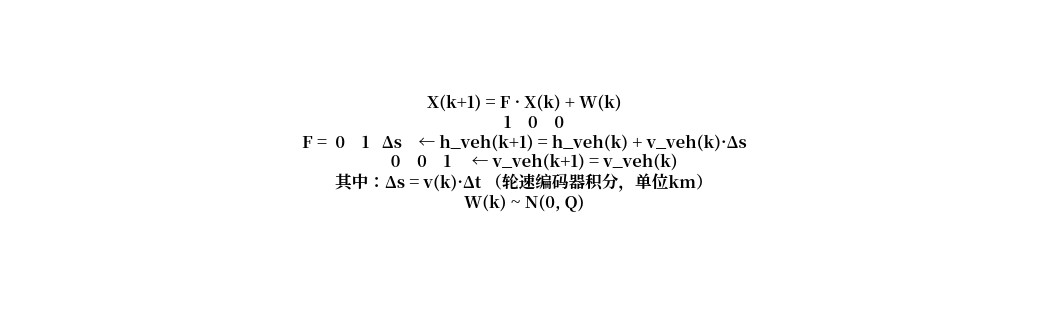 X(k+1) = F · X(k) + W(k)
1 0 0
F = 0 1 Δs ← h_veh(k+1) = h_veh(k) + v_veh(k)·Δs
0 0 1 ← v_veh(k+1) = v_veh(k)
其中：Δs = v(k)·Δt （轮速编码器积分，单位km）
W(k) ~ N(0, Q)